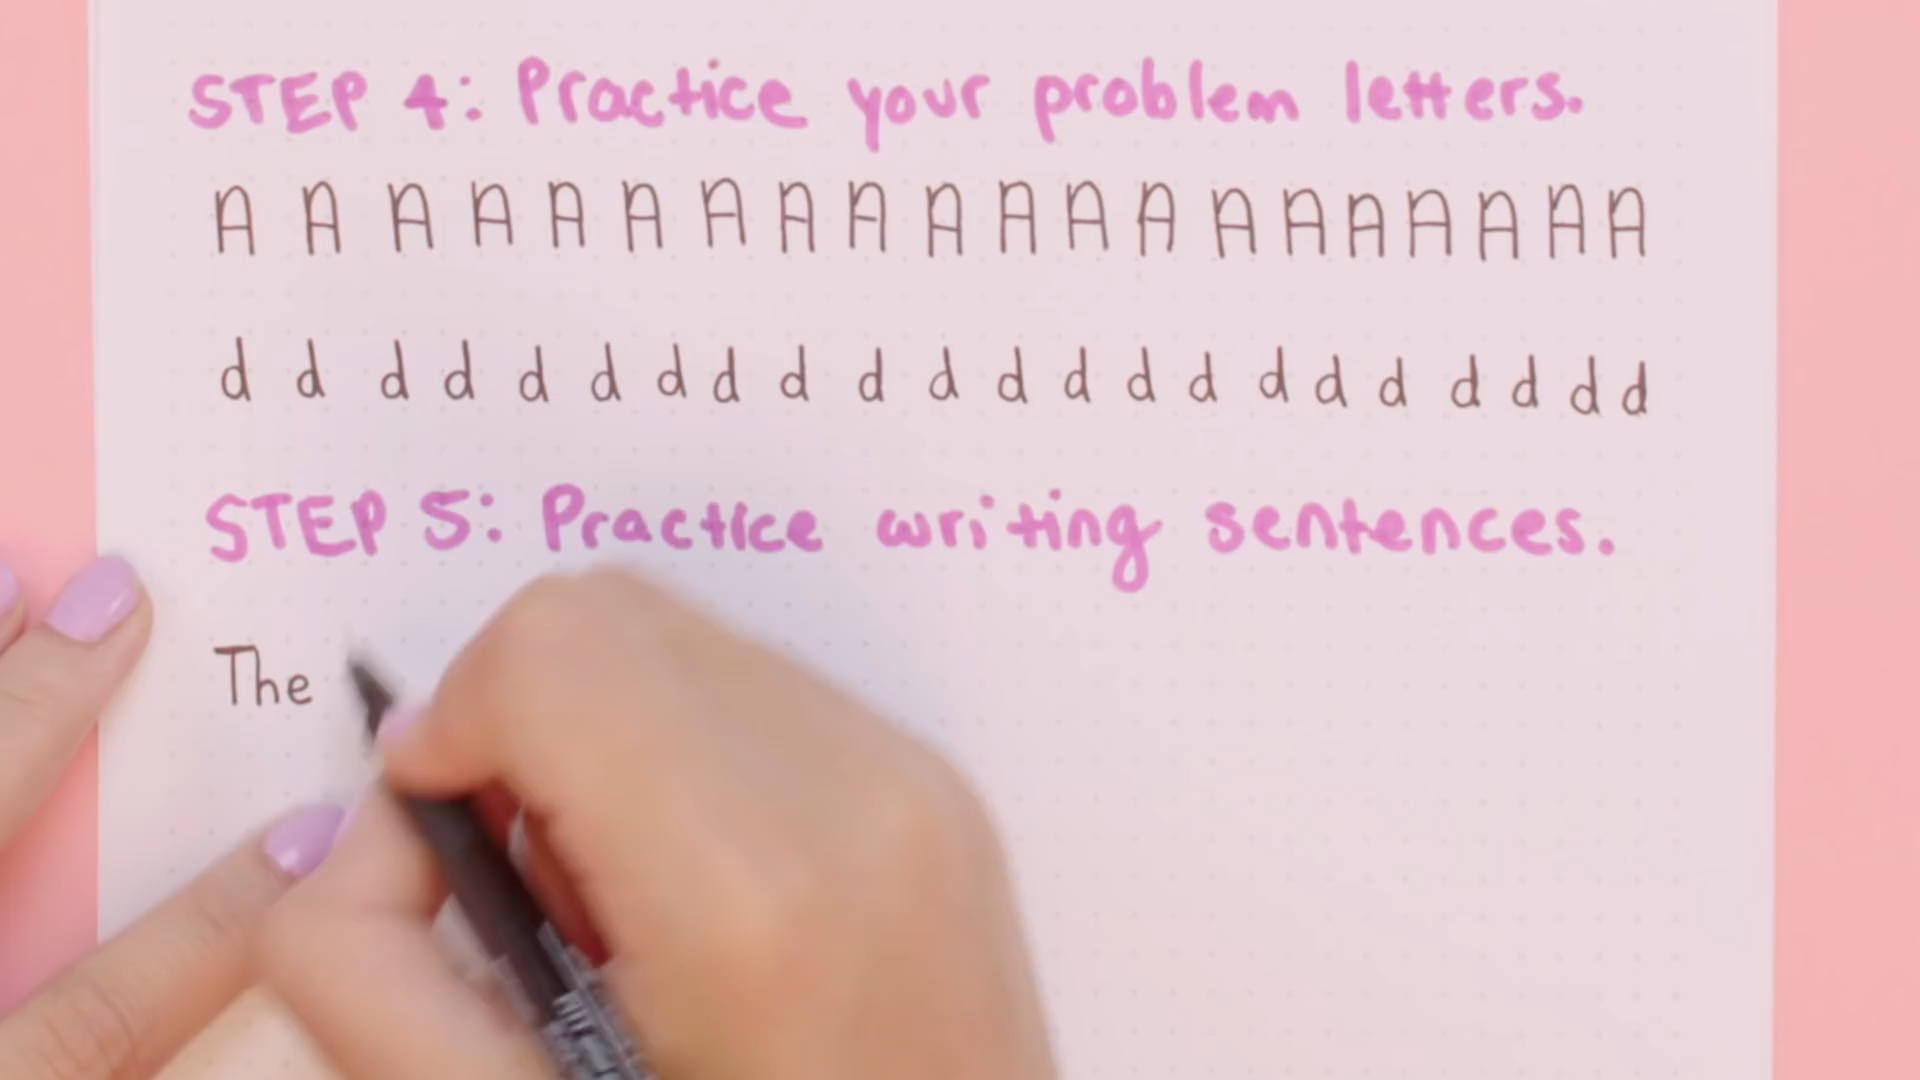 STEP 4: Practice your problem letters.
A A A A A A A A A A A A A A A A A A A A
d d d d d d d d d d d d d d d d d d d d d d
STEP 5: Practice writing sentences.
The